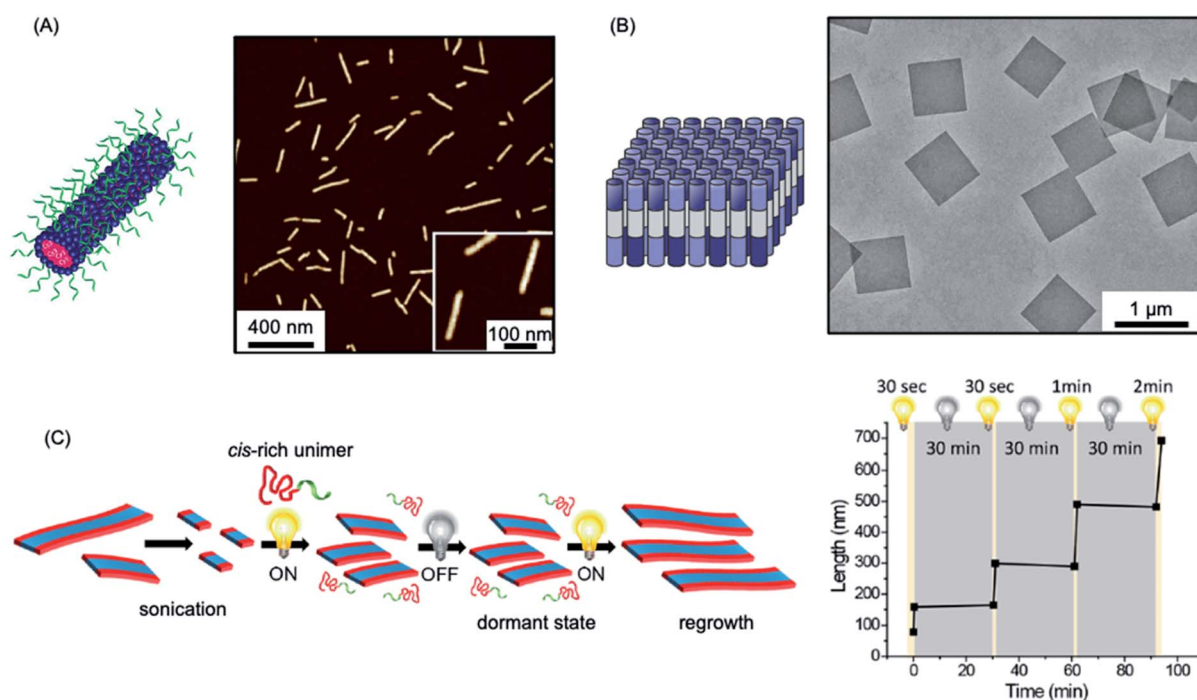 (A)
400 nm
100 nm
(B)
1 µm
(C)
cis-rich unimer
ON
OFF
ON
sonication
dormant state
regrowth
30 sec 30 sec 1min 2min
30 min 30 min 30 min
Length (nm)
700
600
500
400
300
200
100
0
0 20 40 60 80 100
Time (min)